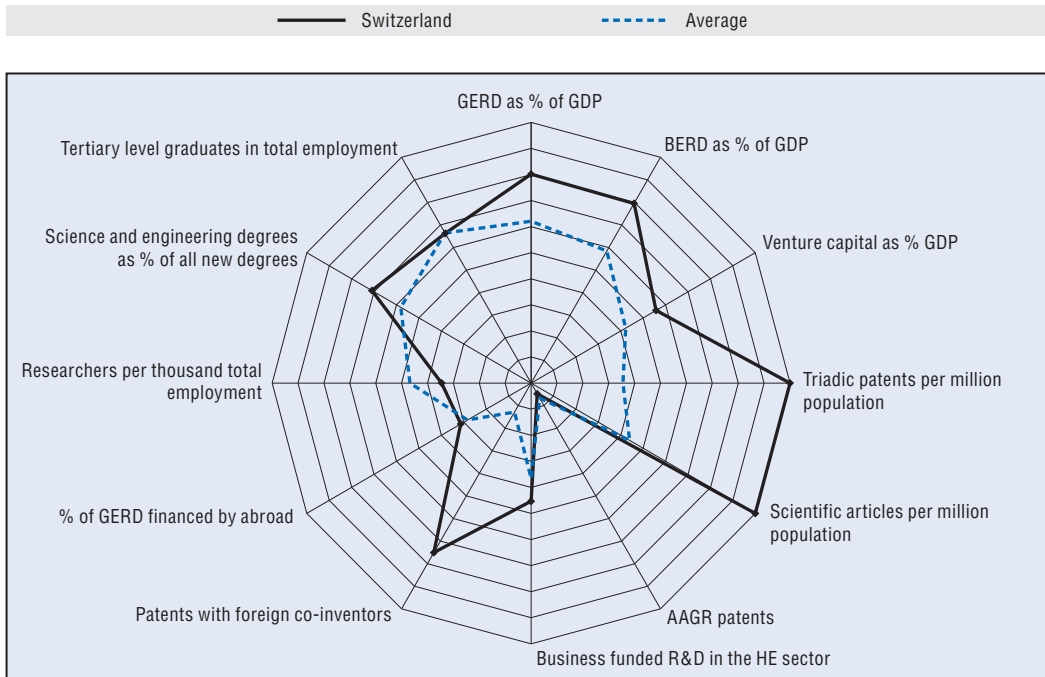 Switzerland
Average
GERD as % of GDP
Tertiary level graduates in total employment
BERD as % of GDP
Science and engineering degrees
as % of all new degrees
Venture capital as % GDP
Researchers per thousand total
employment
Triadic patents per million
population
% of GERD financed by abroad
Scientific articles per million
population
Patents with foreign co-inventors
AAGR patents
Business funded R&D in the HE sector